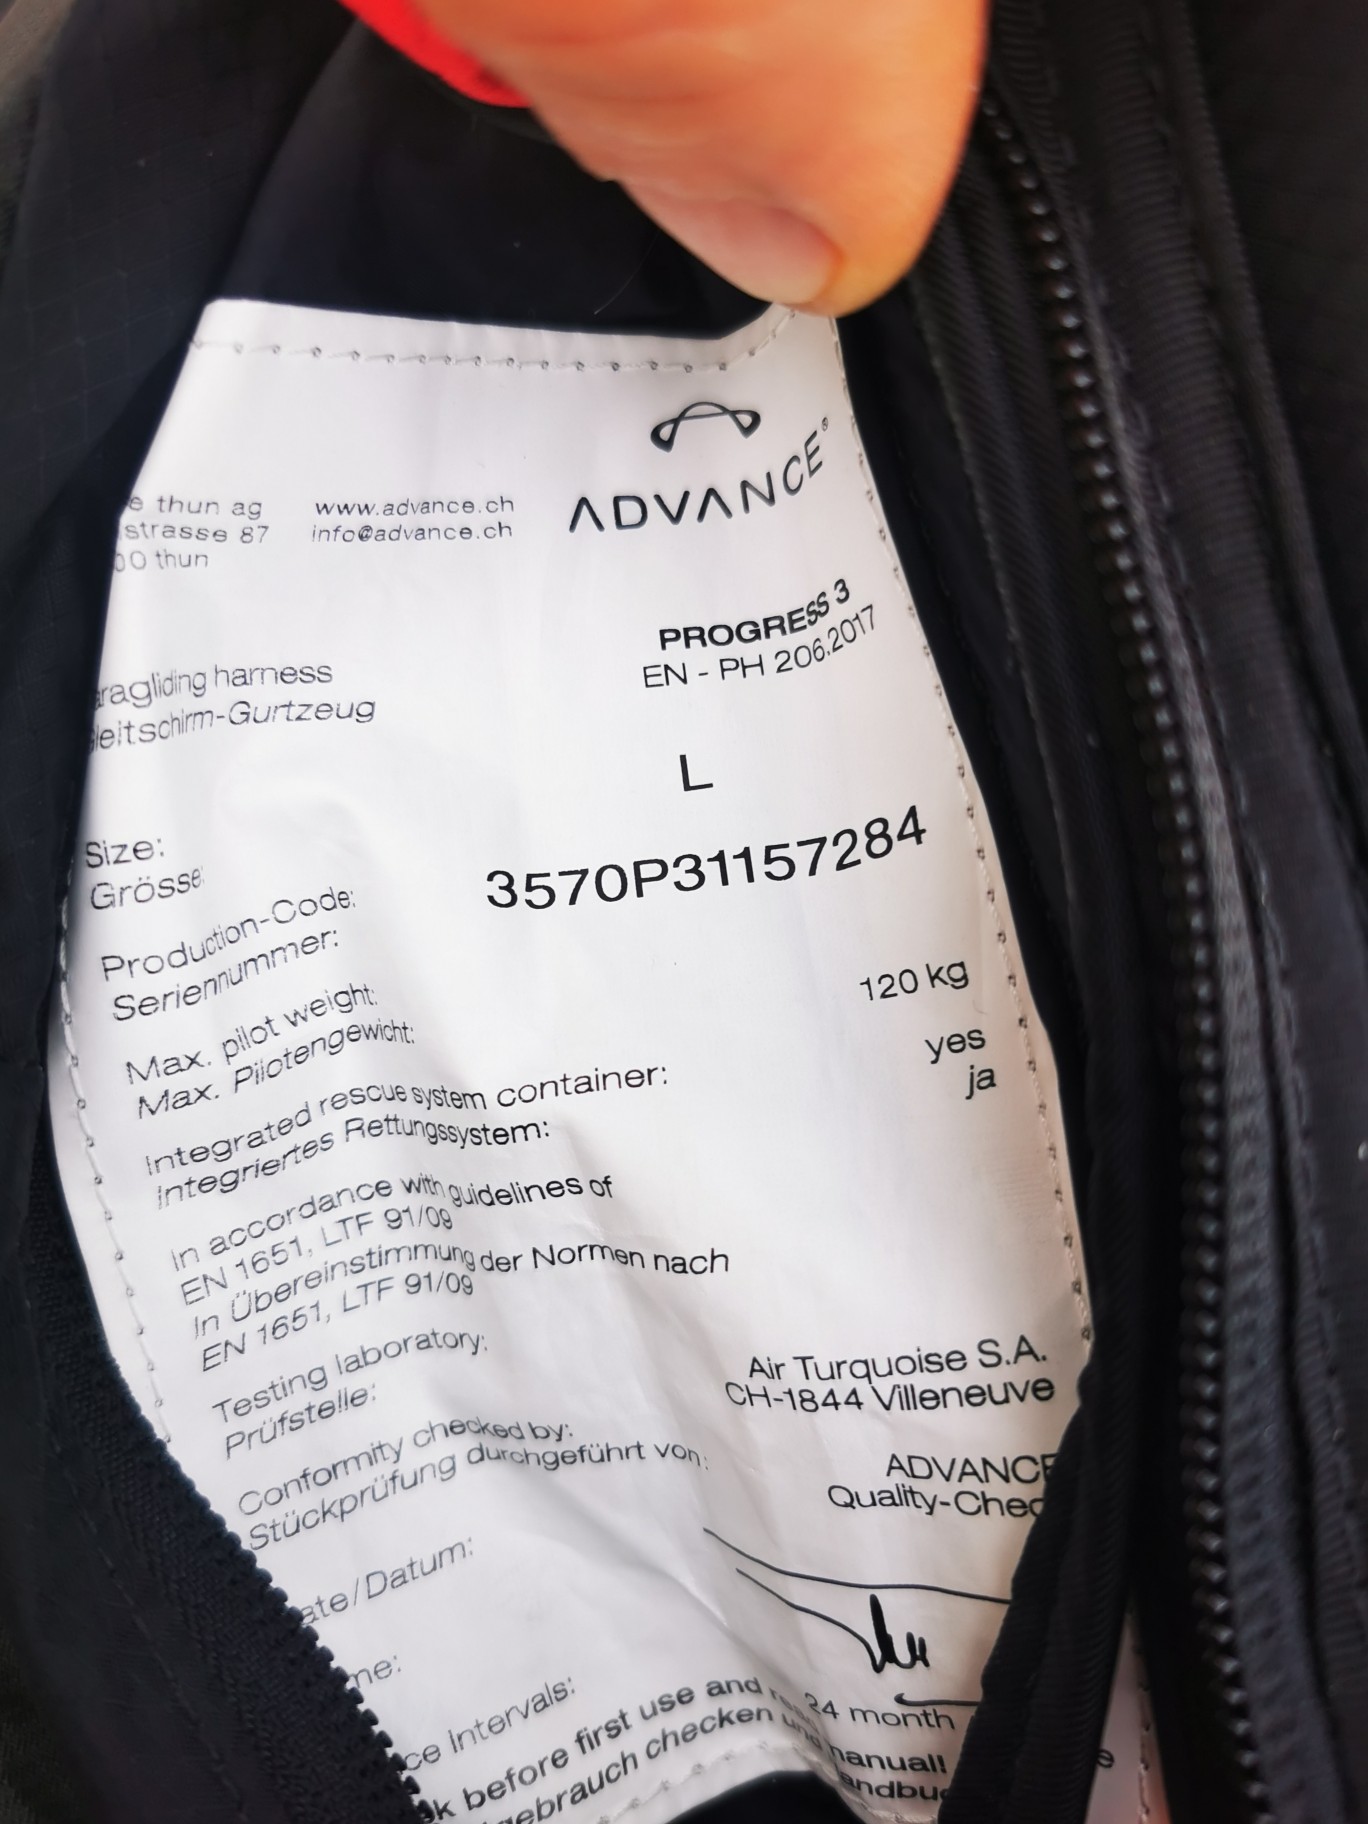 ADVANCE®
thun ag www.advance.ch
strasse 87 info@advance.ch
thun
PROGRESS 3
EN - PH 206.2017
ragliding harness
leitschirm-Gurtzeug
L
Size:
Grösse:
3570P31157284
Production-Code:
Seriennummer:
120 kg
Max. pilot weight:
Max. Pilotengewicht:
yes
ja
Integrated rescue system container:
Integriertes Rettungssystem:
In accordance with guidelines of
EN 1651, LTF 91/09
In Übereinstimmung der Normen nach
EN 1651, LTF 91/09
Testing laboratory:
Prüfstelle:
Air Turquoise S.A.
CH-1844 Villeneuve
Conformity checked by:
Stückprüfung durchgeführt von:
ADVANCE
Quality-Chec
ate/Datum:
me:
ce Intervals:
24 month
k before first use and manual!
gebrauch checken und andbu